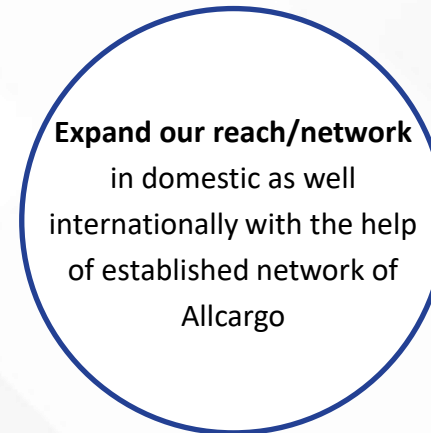 Expand our reach/network
in domestic as well
internationally with the help
of established network of
Allcargo